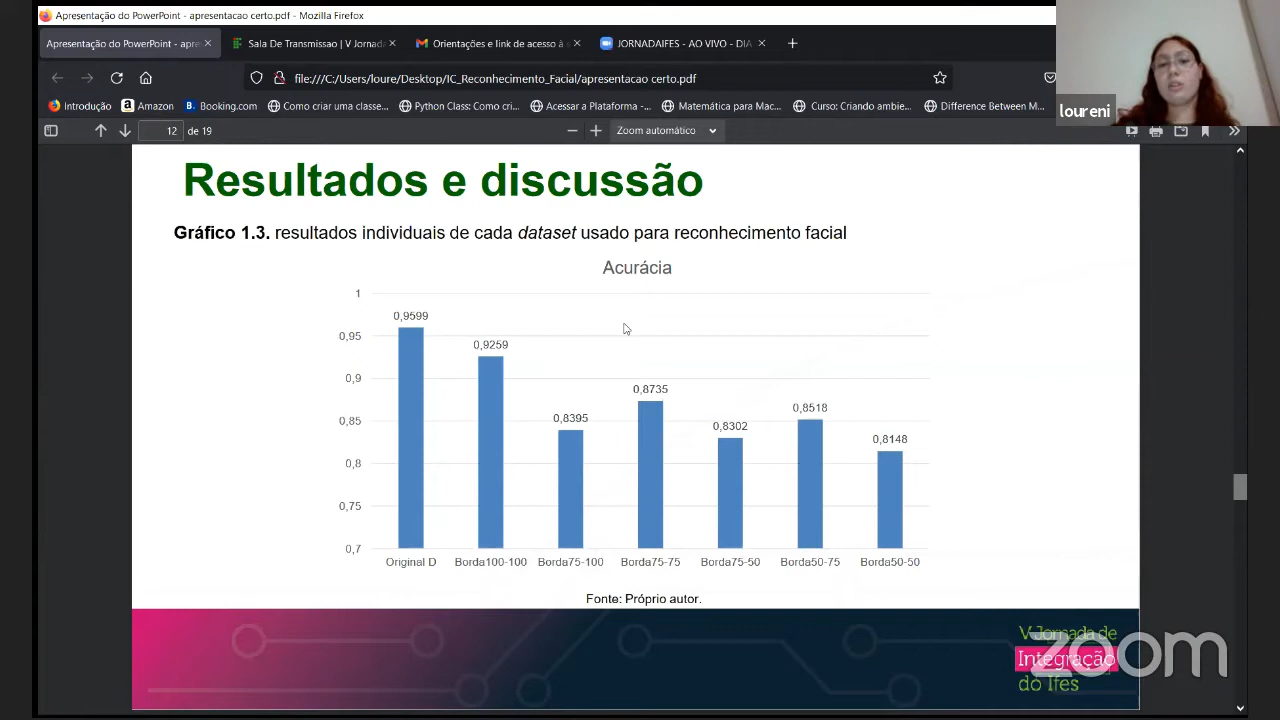 Apresentação do PowerPoint - apresentacao certo.pdf - Mozilla Firefox
Apresentação do PowerPoint - apre
Sala De Transmissao | V Jornad
Orientações e link de acesso à s
JORNADAIFES - AO VIVO - DIA
file:///C:/Users/loure/Desktop/IC_Reconhecimento_Facial/apresentacao certo.pdf
Introdução
Amazon
Booking.com
Como criar uma classe...
Python Class: Como cri...
Acessar a Plataforma -...
Matemática para Mac...
Curso: Criando ambie...
Difference Between M...
loureni
12 de 19
Zoom automático
Resultados e discussão
Gráfico 1.3. resultados individuais de cada dataset usado para reconhecimento facial
Acurácia
1
0,95
0,9
0,85
0,8
0,75
0,7
0,9599
0,9259
0,8395
0,8735
0,8302
0,8518
0,8148
Original D
Borda100-100
Borda75-100
Borda75-75
Borda75-50
Borda50-75
Borda50-50
Fonte: Próprio autor.
V Jornada de
Integração
do Ifes
zoom